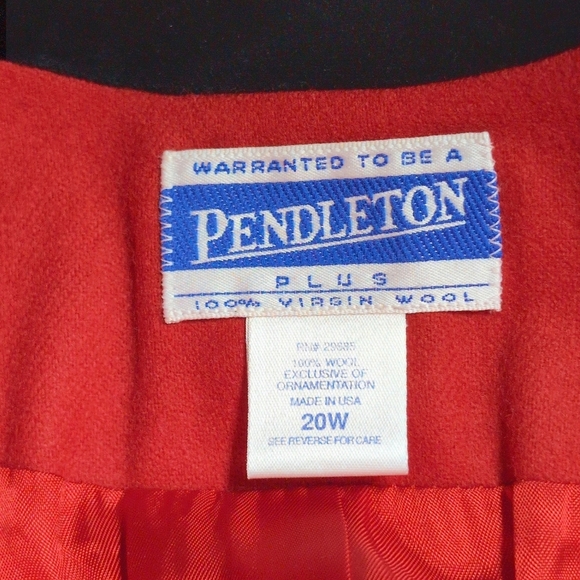 WARRANTED TO BE A
PENDLETON
PLUS
100% VIRGIN WOOL
RN# 29685
100% WOOL
EXCLUSIVE OF
ORNAMENTATION
MADE IN USA
20W
SEE REVERSE FOR CARE